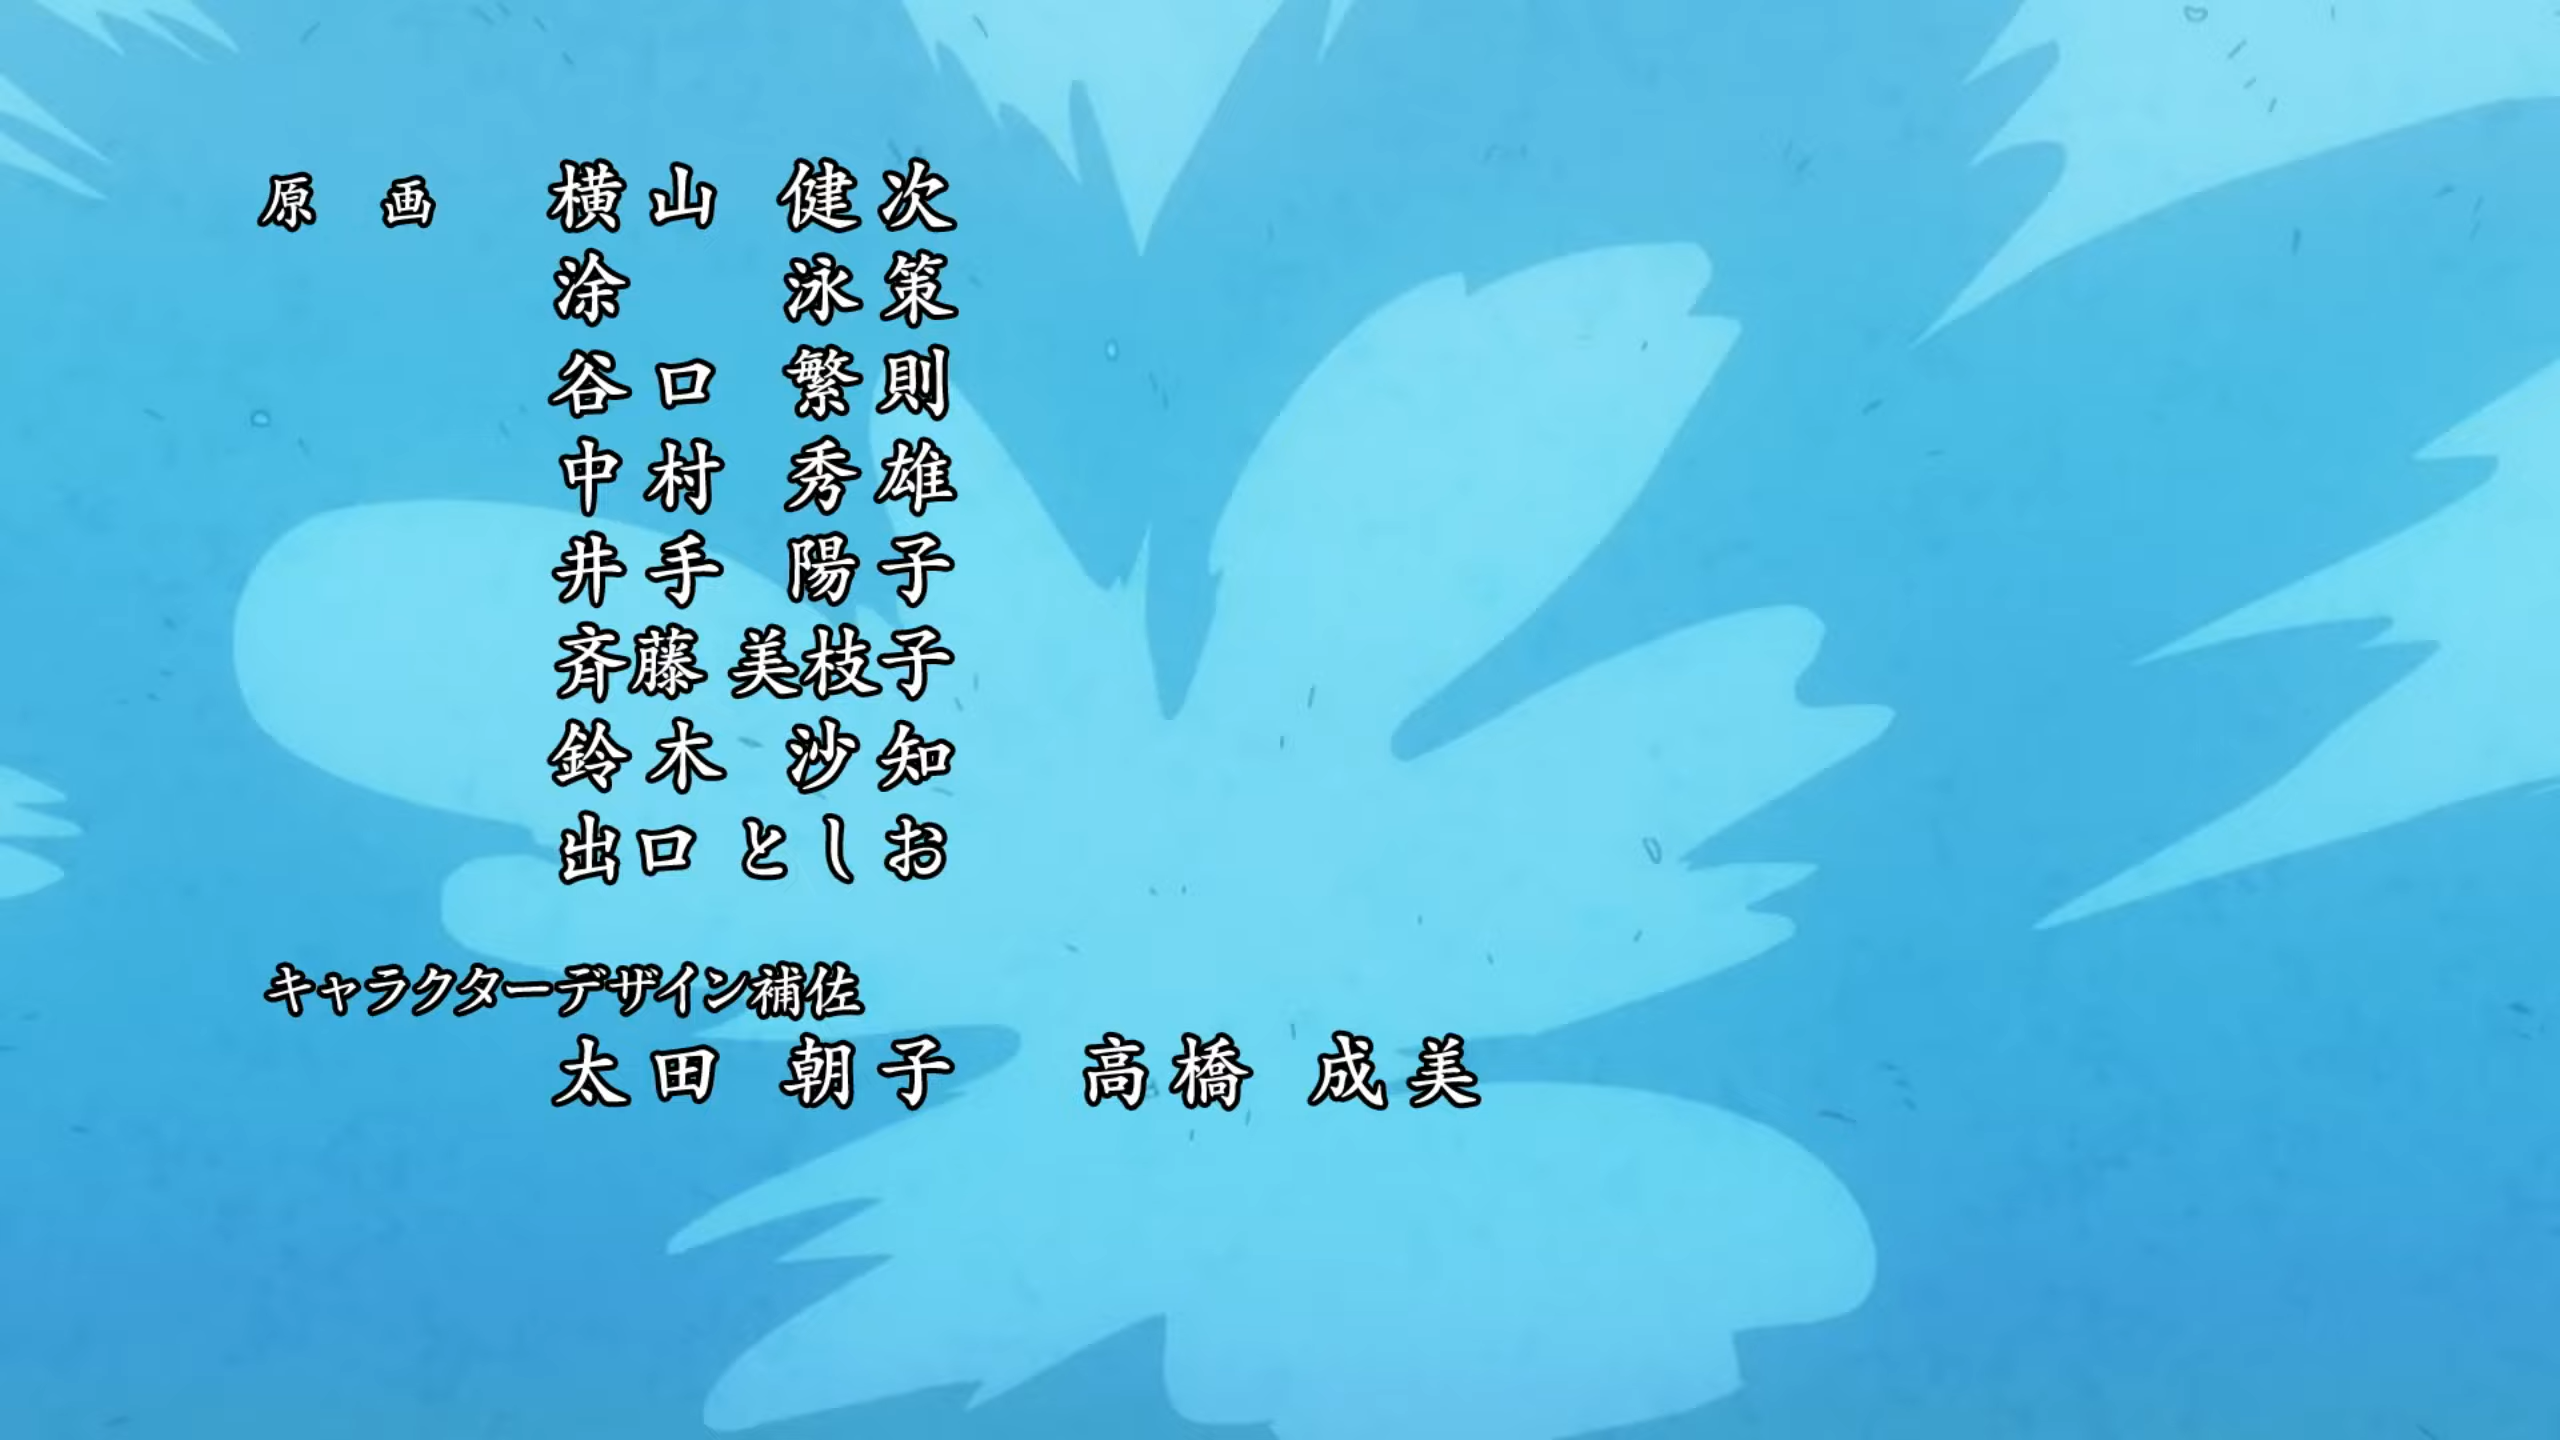 原　画　横山　健次
涂　　泳策
谷口　繁則
中村　秀雄
井手　陽子
斉藤 美枝子
鈴木　沙知
出口 としお
キャラクターデザイン補佐
太田　朝子　高橋　成美